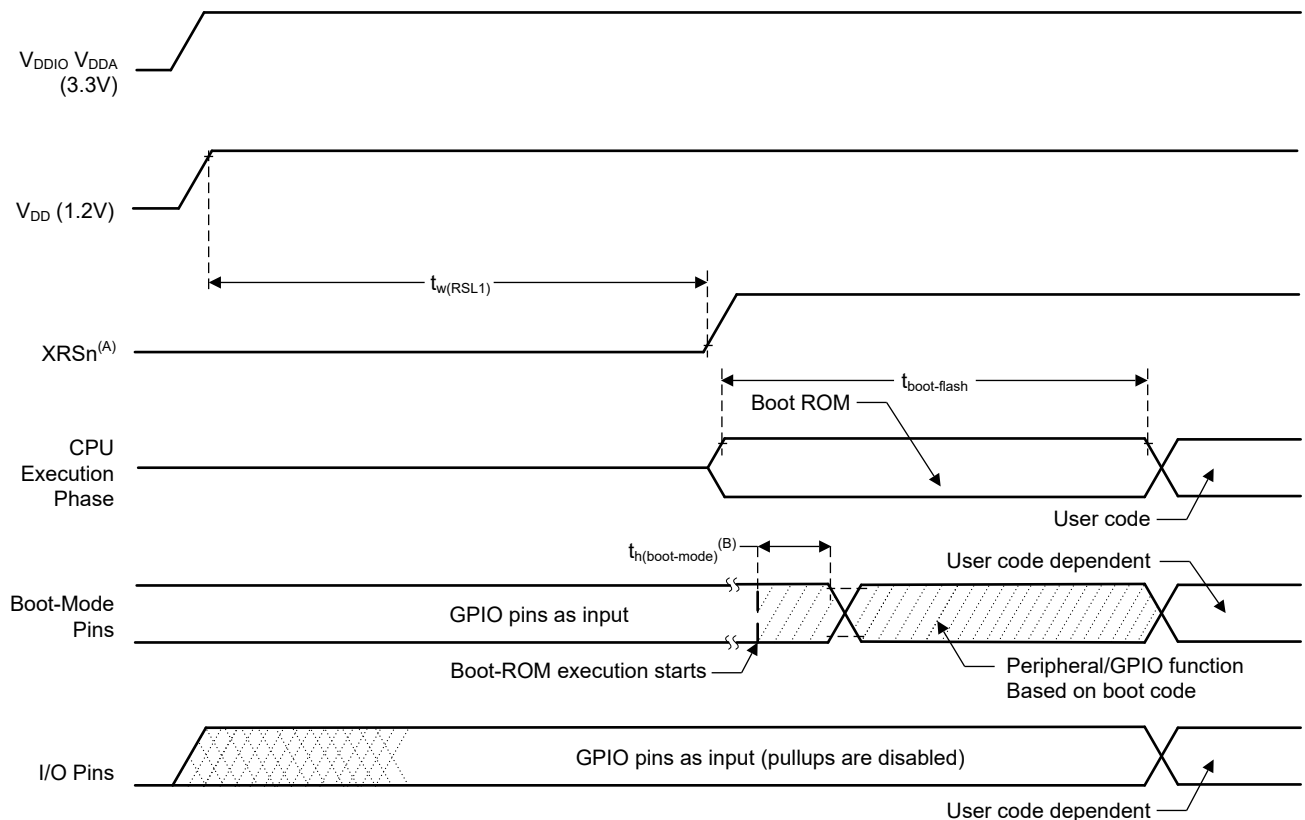 VDDIO VDDA
(3.3V)
VDD (1.2V)
tw(RSL1)
XRSn(A)
tboot-flash
Boot ROM
CPU
Execution
Phase
User code
th(boot-mode)(B)
User code dependent
Boot-Mode
Pins
GPIO pins as input
Boot-ROM execution starts
Peripheral/GPIO function
Based on boot code
I/O Pins
GPIO pins as input (pullups are disabled)
User code dependent